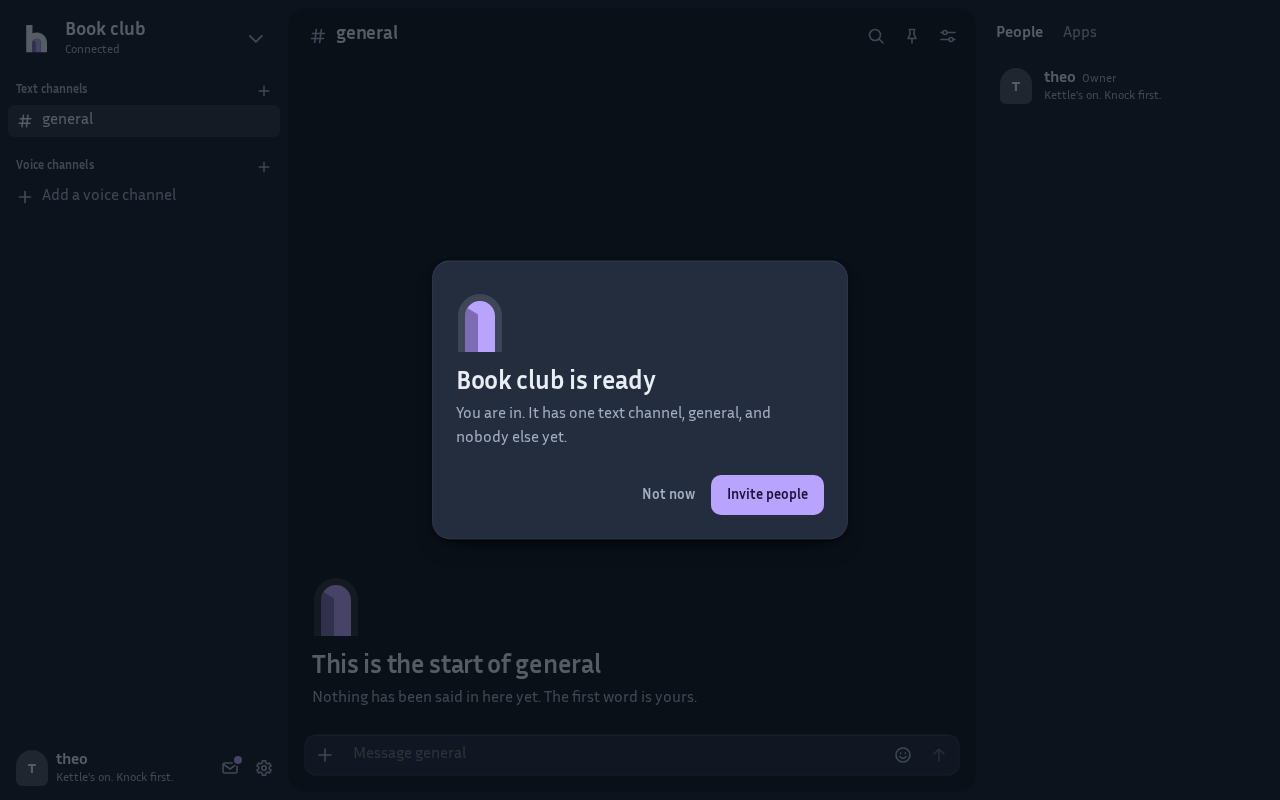 Book club
Connected
Text channels
general
Voice channels
Add a voice channel
theo
Kettle's on. Knock first.
general
Book club is ready
You are in. It has one text channel, general, and
nobody else yet.
Not now
Invite people
This is the start of general
Nothing has been said in here yet. The first word is yours.
Message general
People
Apps
T
theo Owner
Kettle's on. Knock first.
T